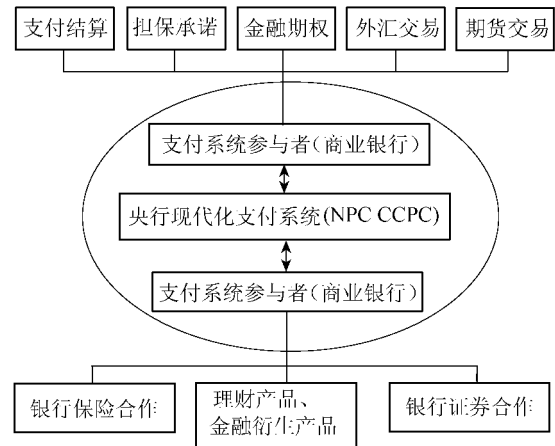 支付结算 担保承诺 金融期权 外汇交易 期货交易
支付系统参与者(商业银行)
央行现代化支付系统(NPC CCPC)
支付系统参与者(商业银行)
银行保险合作 理财产品、 银行证券合作
金融衍生产品